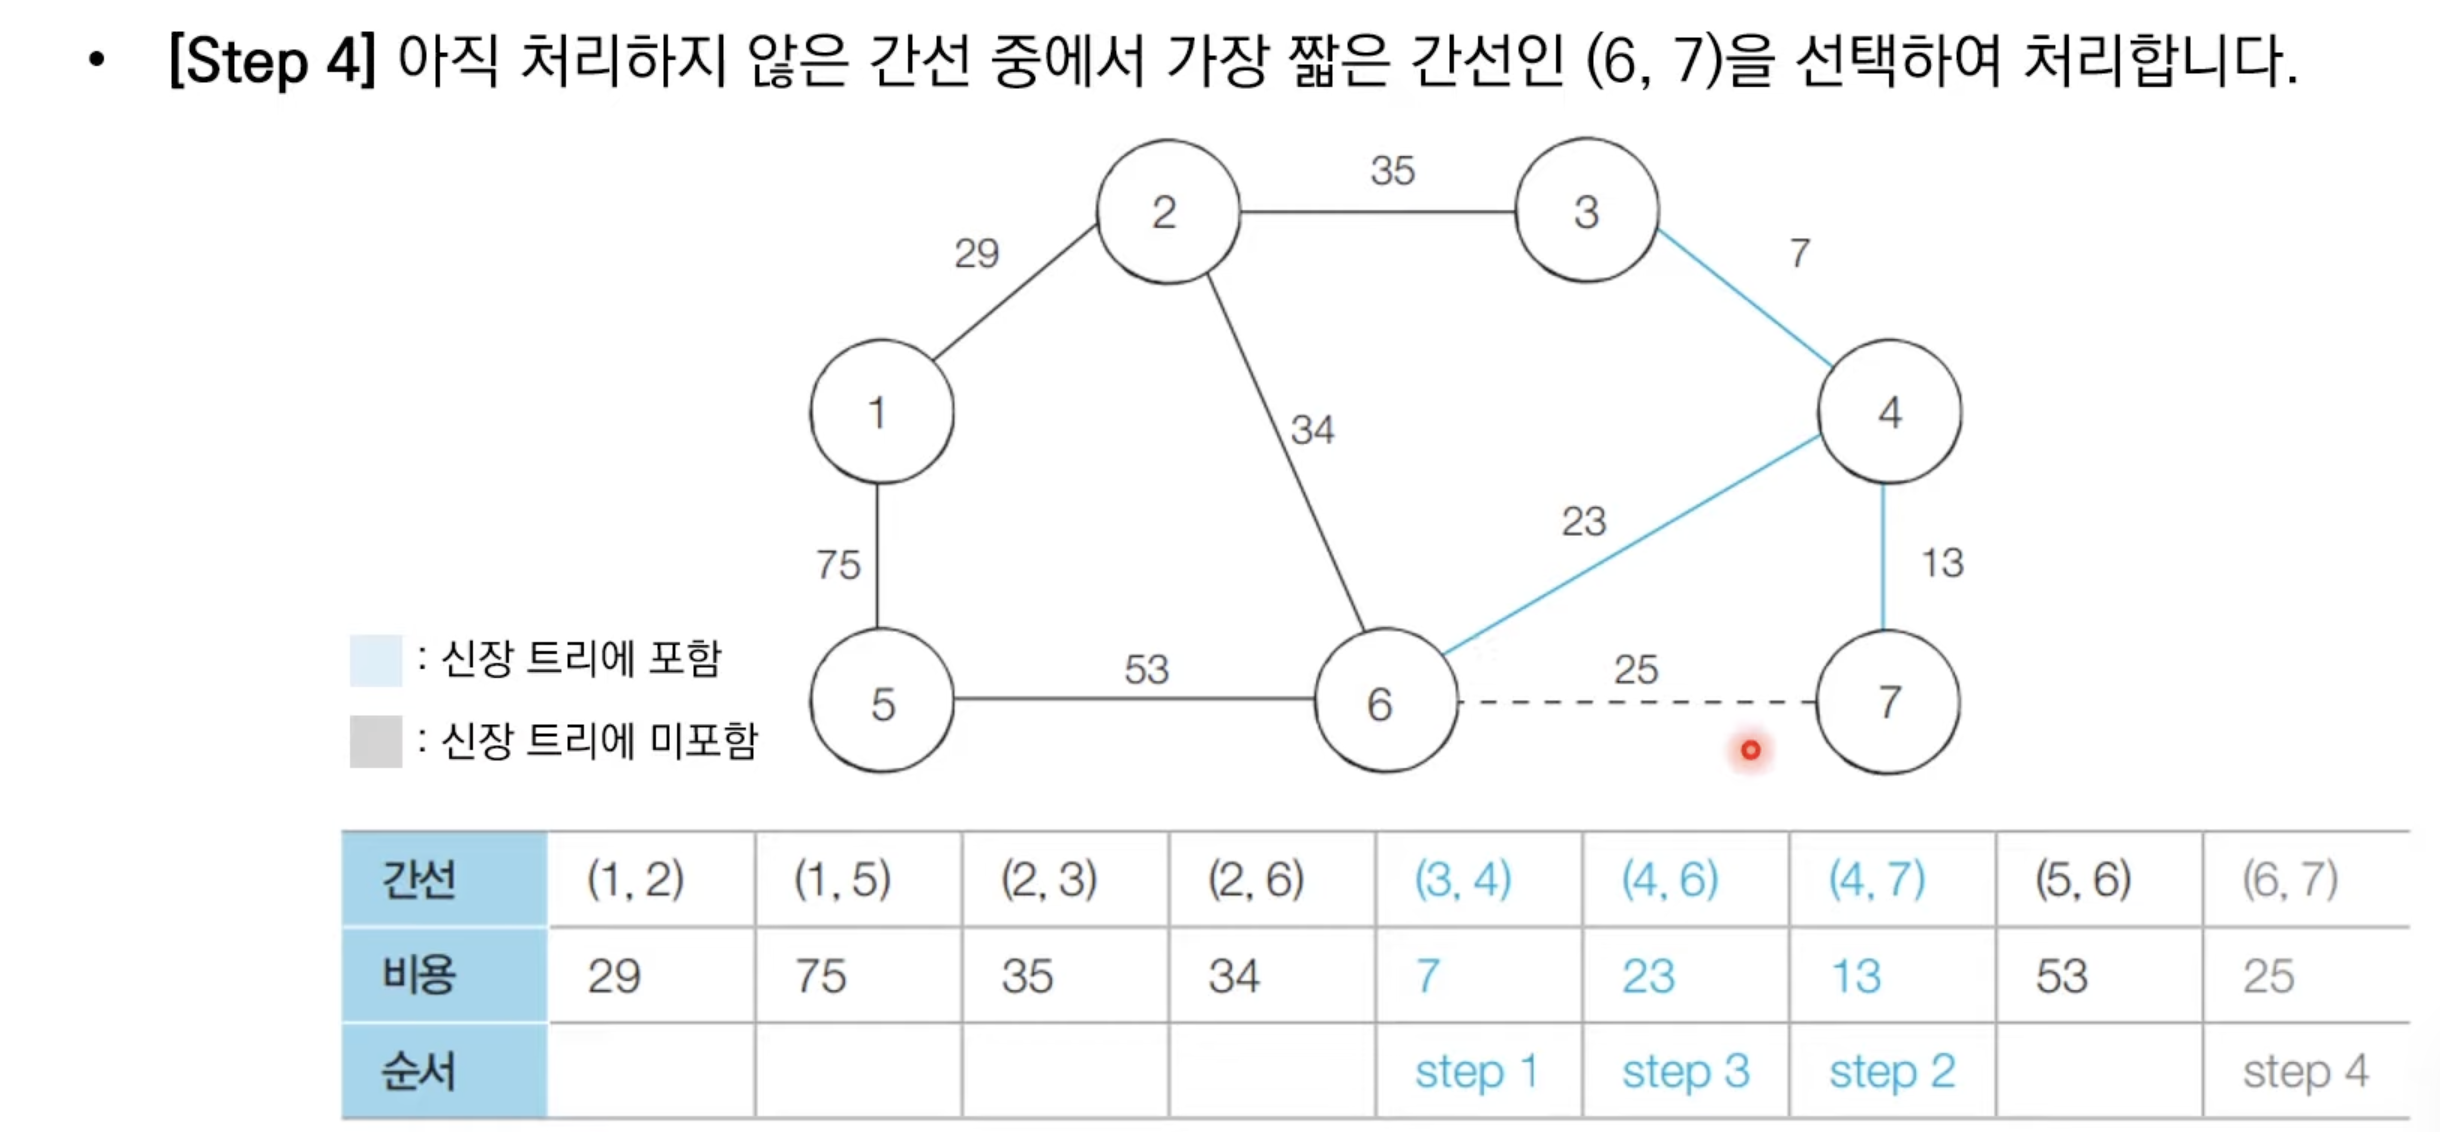 • [Step 4] 아직 처리하지 않은 간선 중에서 가장 짧은 간선인 (6, 7)을 선택하여 처리합니다.
2 35 3
29 7
1 4
34
23
75 13
: 신장 트리에 포함
53 25
5 6 7
: 신장 트리에 미포함
간선 (1, 2) (1, 5) (2, 3) (2, 6) (3, 4) (4, 6) (4, 7) (5, 6) (6, 7)
비용 29 75 35 34 7 23 13 53 25
순서 step 1 step 3 step 2 step 4